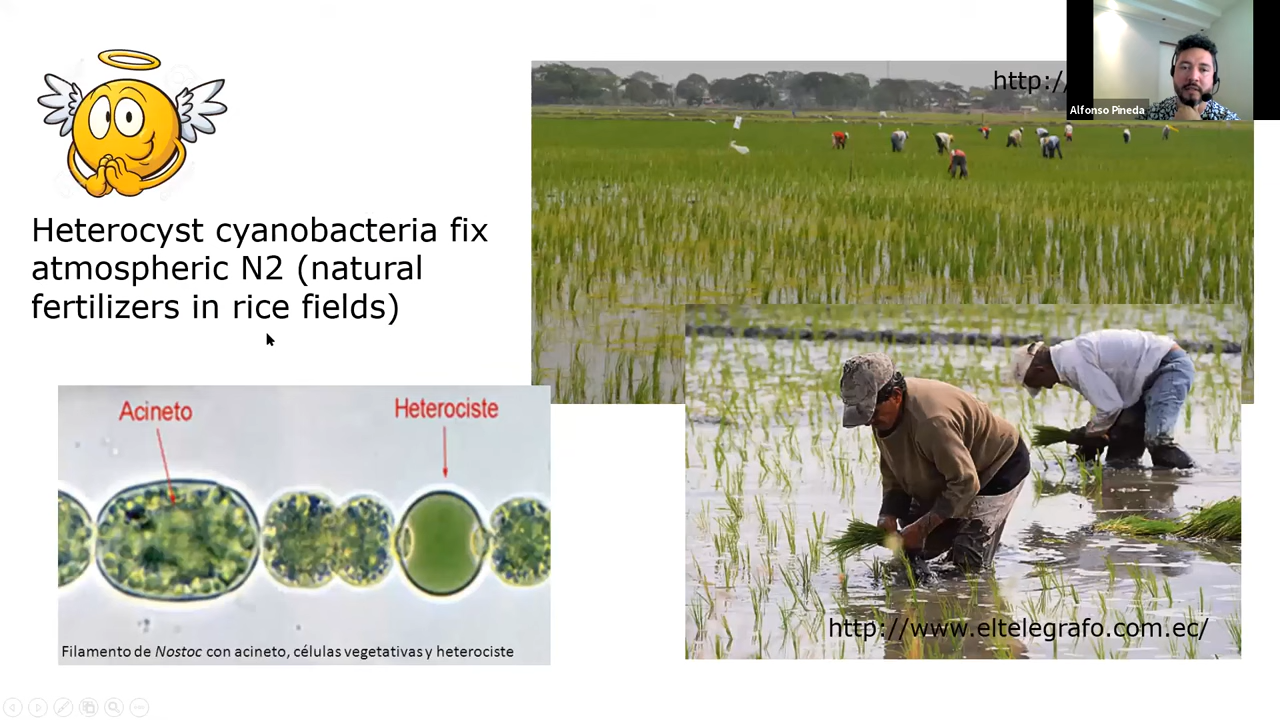 http:/
Alfonso Pineda
Heterocyst cyanobacteria fix
atmospheric N2 (natural
fertilizers in rice fields)
Acineto
Heterociste
Filamento de Nostoc con acineto, células vegetativas y heterociste
http://www.eltelegrafo.com.ec/